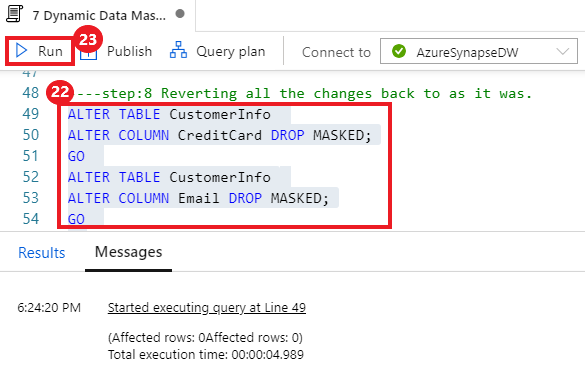 7 Dynamic Data Mas...
23
Run
Publish
Query plan
Connect to
AzureSynapseDW
47
22
48 ---step:8 Reverting all the changes back to as it was.
49 ALTER TABLE CustomerInfo
50 ALTER COLUMN CreditCard DROP MASKED;
51 GO
52 ALTER TABLE CustomerInfo
53 ALTER COLUMN Email DROP MASKED;
54 GO
Results Messages
6:24:20 PM Started executing query at Line 49
(Affected rows: 0Affected rows: 0)
Total execution time: 00:00:04.989